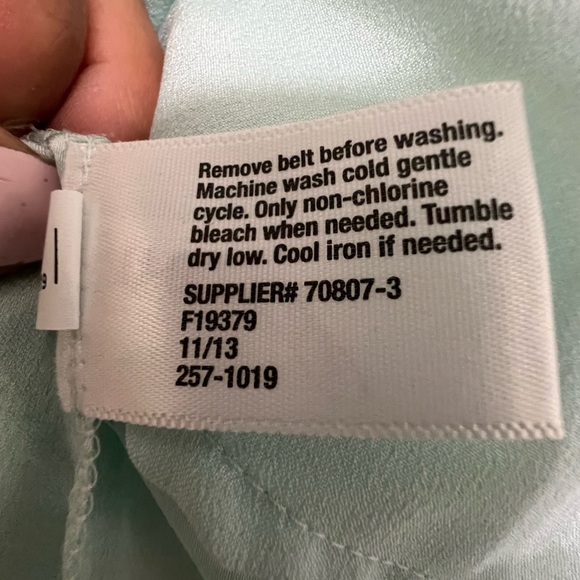 Remove belt before washing.
Machine wash cold gentle
cycle. Only non-chlorine
bleach when needed. Tumble
dry low. Cool iron if needed.
SUPPLIER# 70807-3
F19379
11/13
257-1019